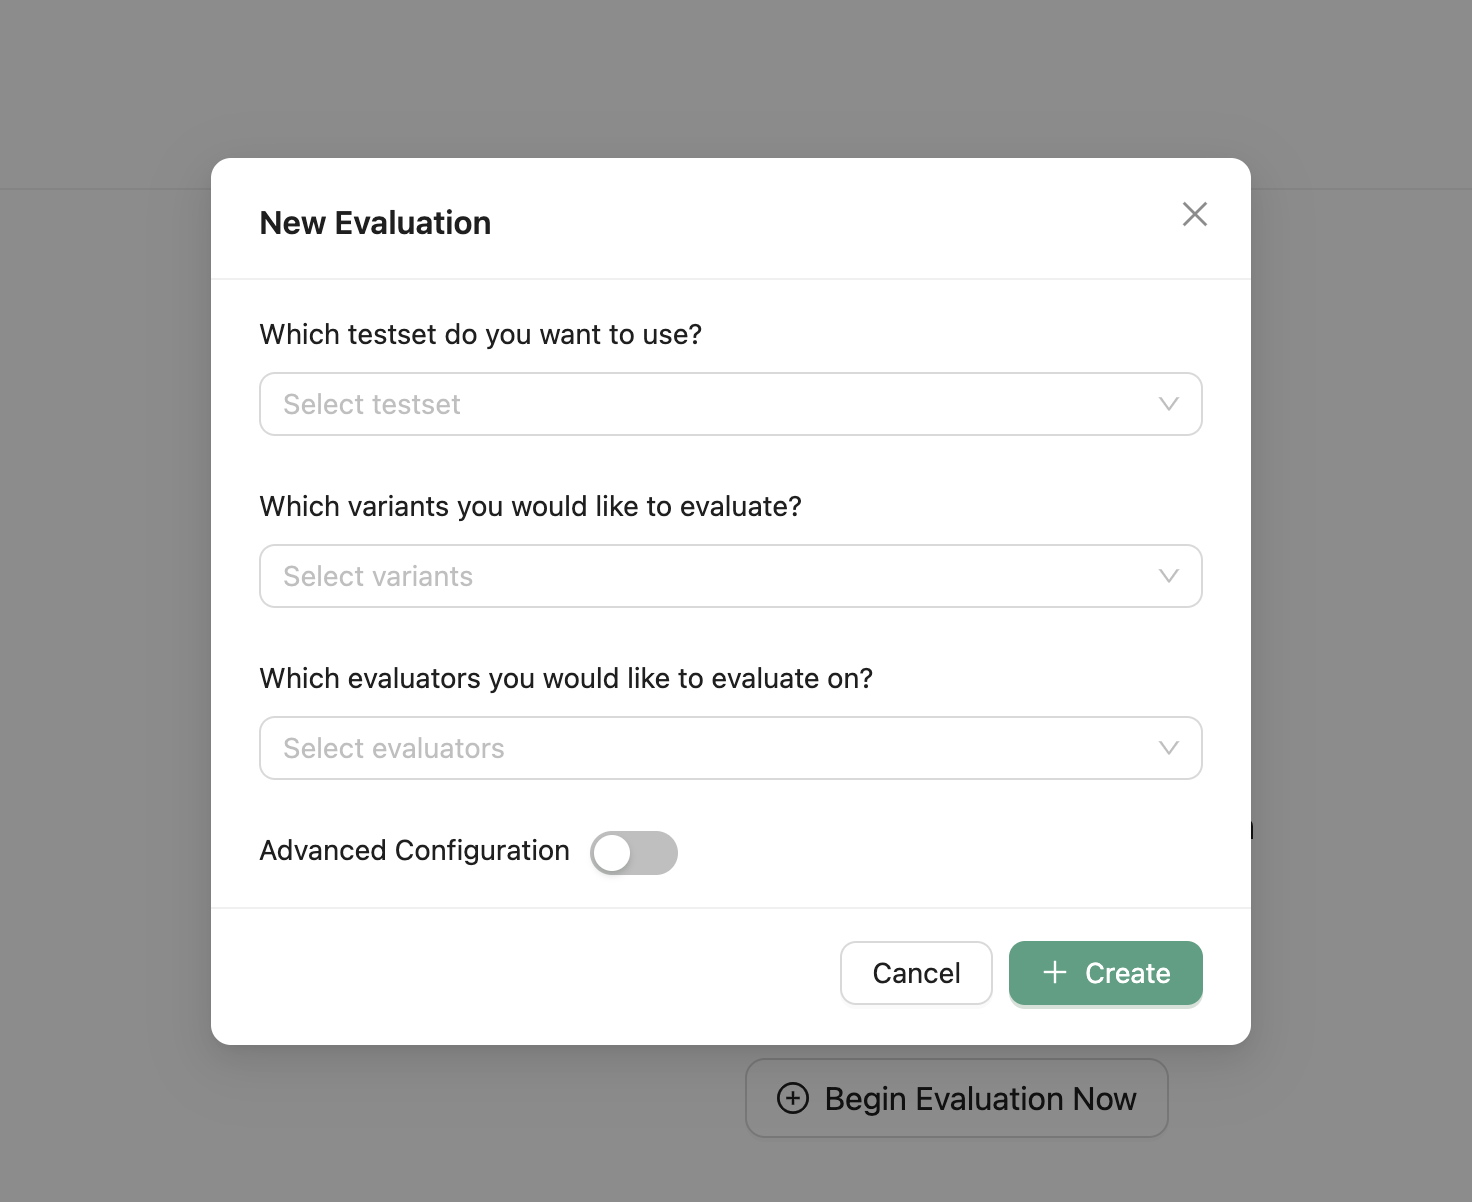 New Evaluation
Which testset do you want to use?
Select testset
Which variants you would like to evaluate?
Select variants
Which evaluators you would like to evaluate on?
Select evaluators
Advanced Configuration
Cancel
Create
Begin Evaluation Now